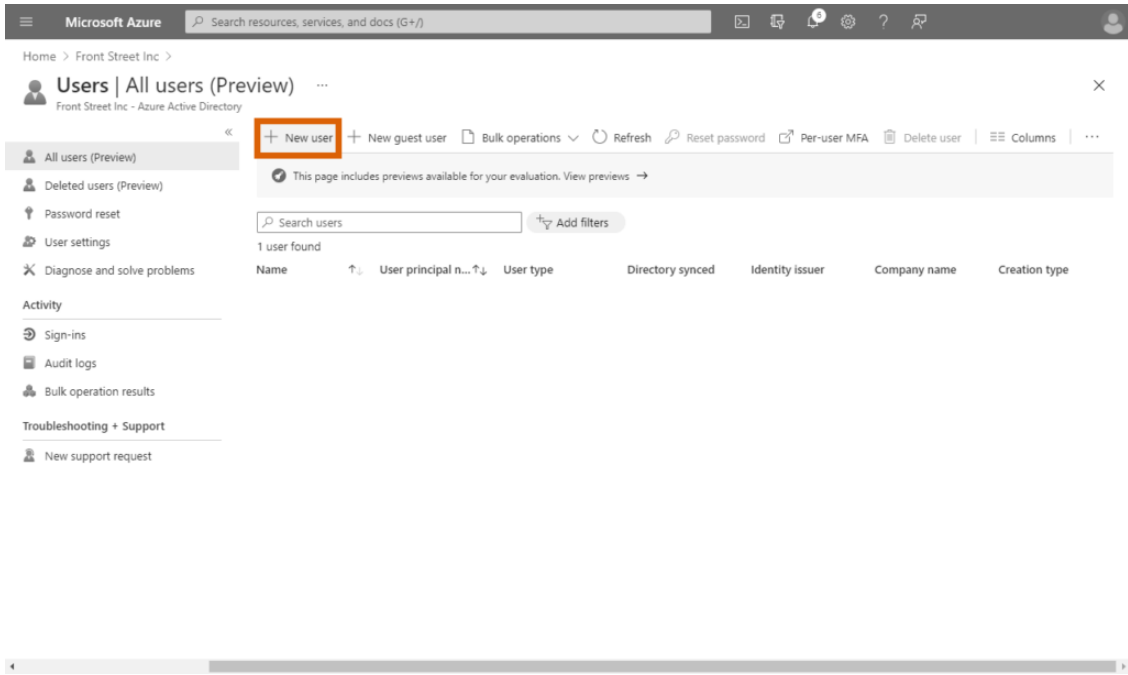 Microsoft Azure
Search resources, services, and docs (G+/)
6
Home > Front Street Inc >
Users | All users (Preview) ...
Front Street Inc - Azure Active Directory
All users (Preview)
Deleted users (Preview)
Password reset
User settings
Diagnose and solve problems
Activity
Sign-ins
Audit logs
Bulk operation results
Troubleshooting + Support
New support request
New user New guest user Bulk operations Refresh Reset password Per-user MFA Delete user Columns ...
This page includes previews available for your evaluation. View previews →
Search users Add filters
1 user found
Name User principal n... User type Directory synced Identity issuer Company name Creation type